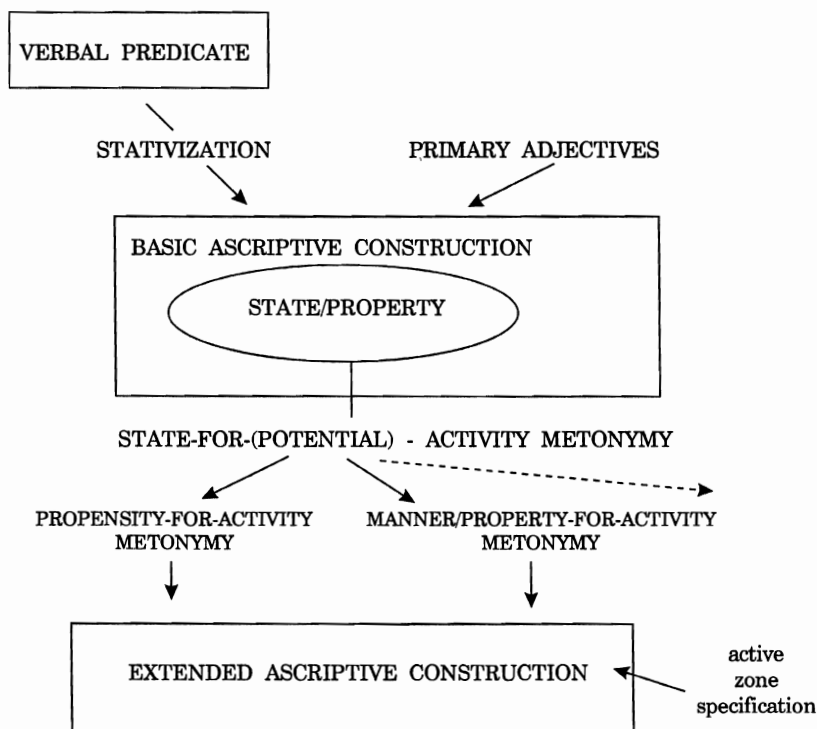 VERBAL PREDICATE
STATIVIZATION
PRIMARY ADJECTIVES
BASIC ASCRIPTIVE CONSTRUCTION
STATE/PROPERTY
STATE-FOR-(POTENTIAL) - ACTIVITY METONYMY
PROPENSITY-FOR-ACTIVITY
METONYMY
MANNER/PROPERTY-FOR-ACTIVITY
METONYMY
EXTENDED ASCRIPTIVE CONSTRUCTION
active
zone
specification